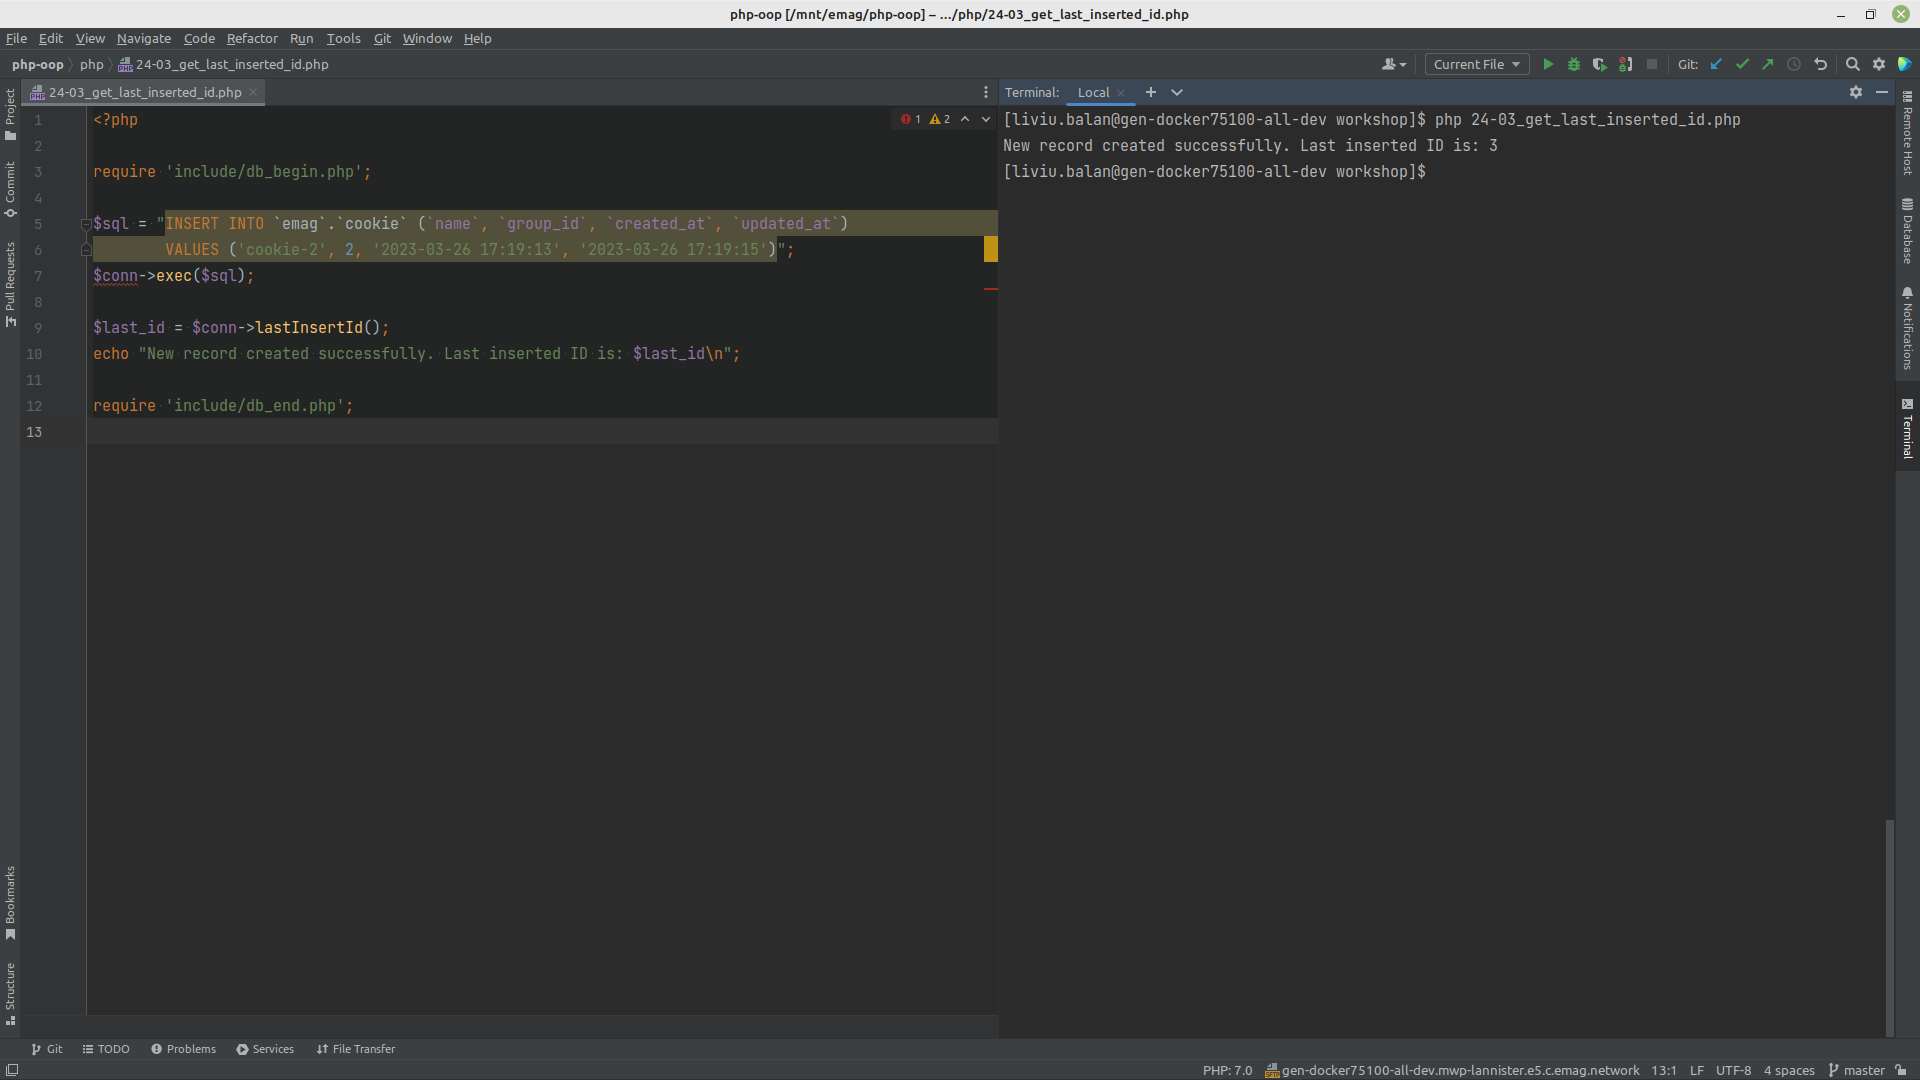 php-oop [/mnt/emag/php-oop] – .../php/24-03_get_last_inserted_id.php
File Edit View Navigate Code Refactor Run Tools Git Window Help
php-oop php 24-03_get_last_inserted_id.php
Current File Git:
24-03_get_last_inserted_id.php
Terminal: Local
1 <?php
2
3 require 'include/db_begin.php';
4
5 $sql = "INSERT INTO `emag`.`cookie` (`name`, `group_id`, `created_at`, `updated_at`)
6 VALUES ('cookie-2', 2, '2023-03-26 17:19:13', '2023-03-26 17:19:15')";
7 $conn->exec($sql);
8
9 $last_id = $conn->lastInsertId();
10 echo "New record created successfully. Last inserted ID is: $last_id\n";
11
12 require 'include/db_end.php';
13
1 2
[liviu.balan@gen-docker75100-all-dev workshop]$ php 24-03_get_last_inserted_id.php
New record created successfully. Last inserted ID is: 3
[liviu.balan@gen-docker75100-all-dev workshop]$
Project
Commit
Pull Requests
Bookmarks
Structure
Remote Host
Database
Notifications
Terminal
Git TODO Problems Services File Transfer
PHP: 7.0 gen-docker75100-all-dev.mwp-lannister.e5.c.emag.network 13:1 LF UTF-8 4 spaces master